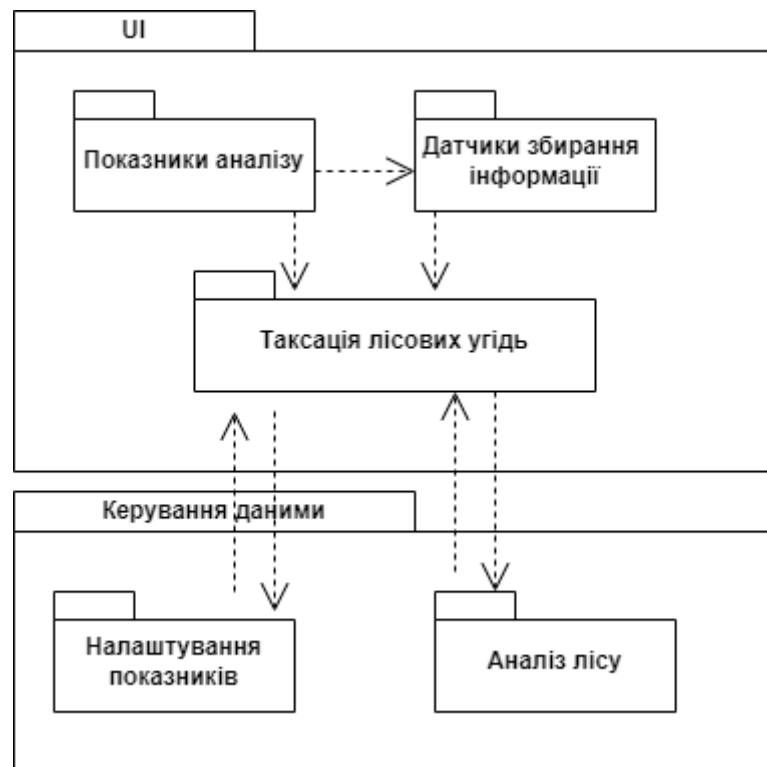 UI
Показники аналізу
Датчики збирання
інформації
Таксація лісових угідь
Керування даними
Налаштування
показників
Аналіз лісу